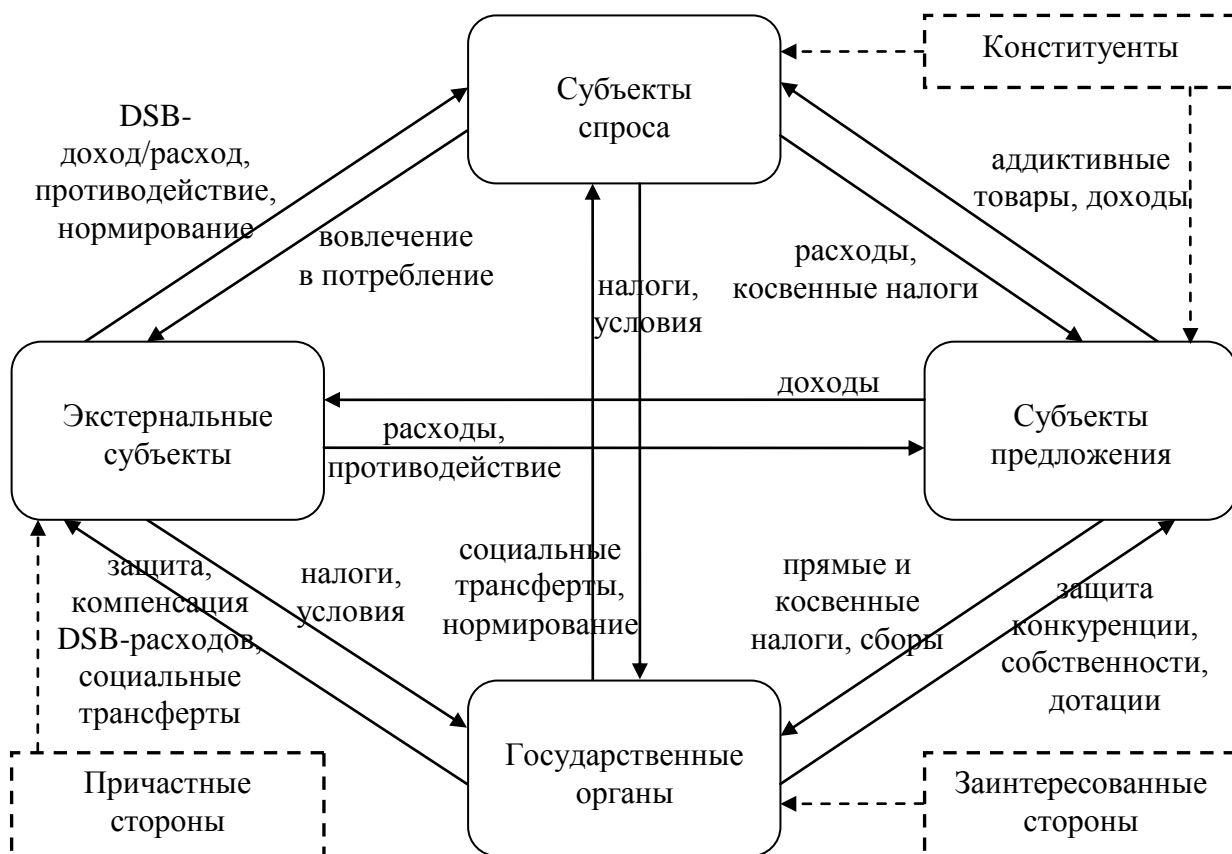 Конституенты
Субъекты
спроса
DSB-
доход/расход,
противодействие,
нормирование
аддиктивные
товары, доходы
вовлечение
в потребление
расходы,
косвенные налоги
налоги,
условия
Экстернальные
субъекты
доходы
расходы,
противодействие
Субъекты
предложения
защита,
компенсация
DSB-расходов,
социальные
трансферты
налоги,
условия
социальные
трансферты,
нормирование
прямые и
косвенные
налоги, сборы
защита
конкуренции,
собственности,
дотации
Причастные
стороны
Государственные
органы
Заинтересованные
стороны